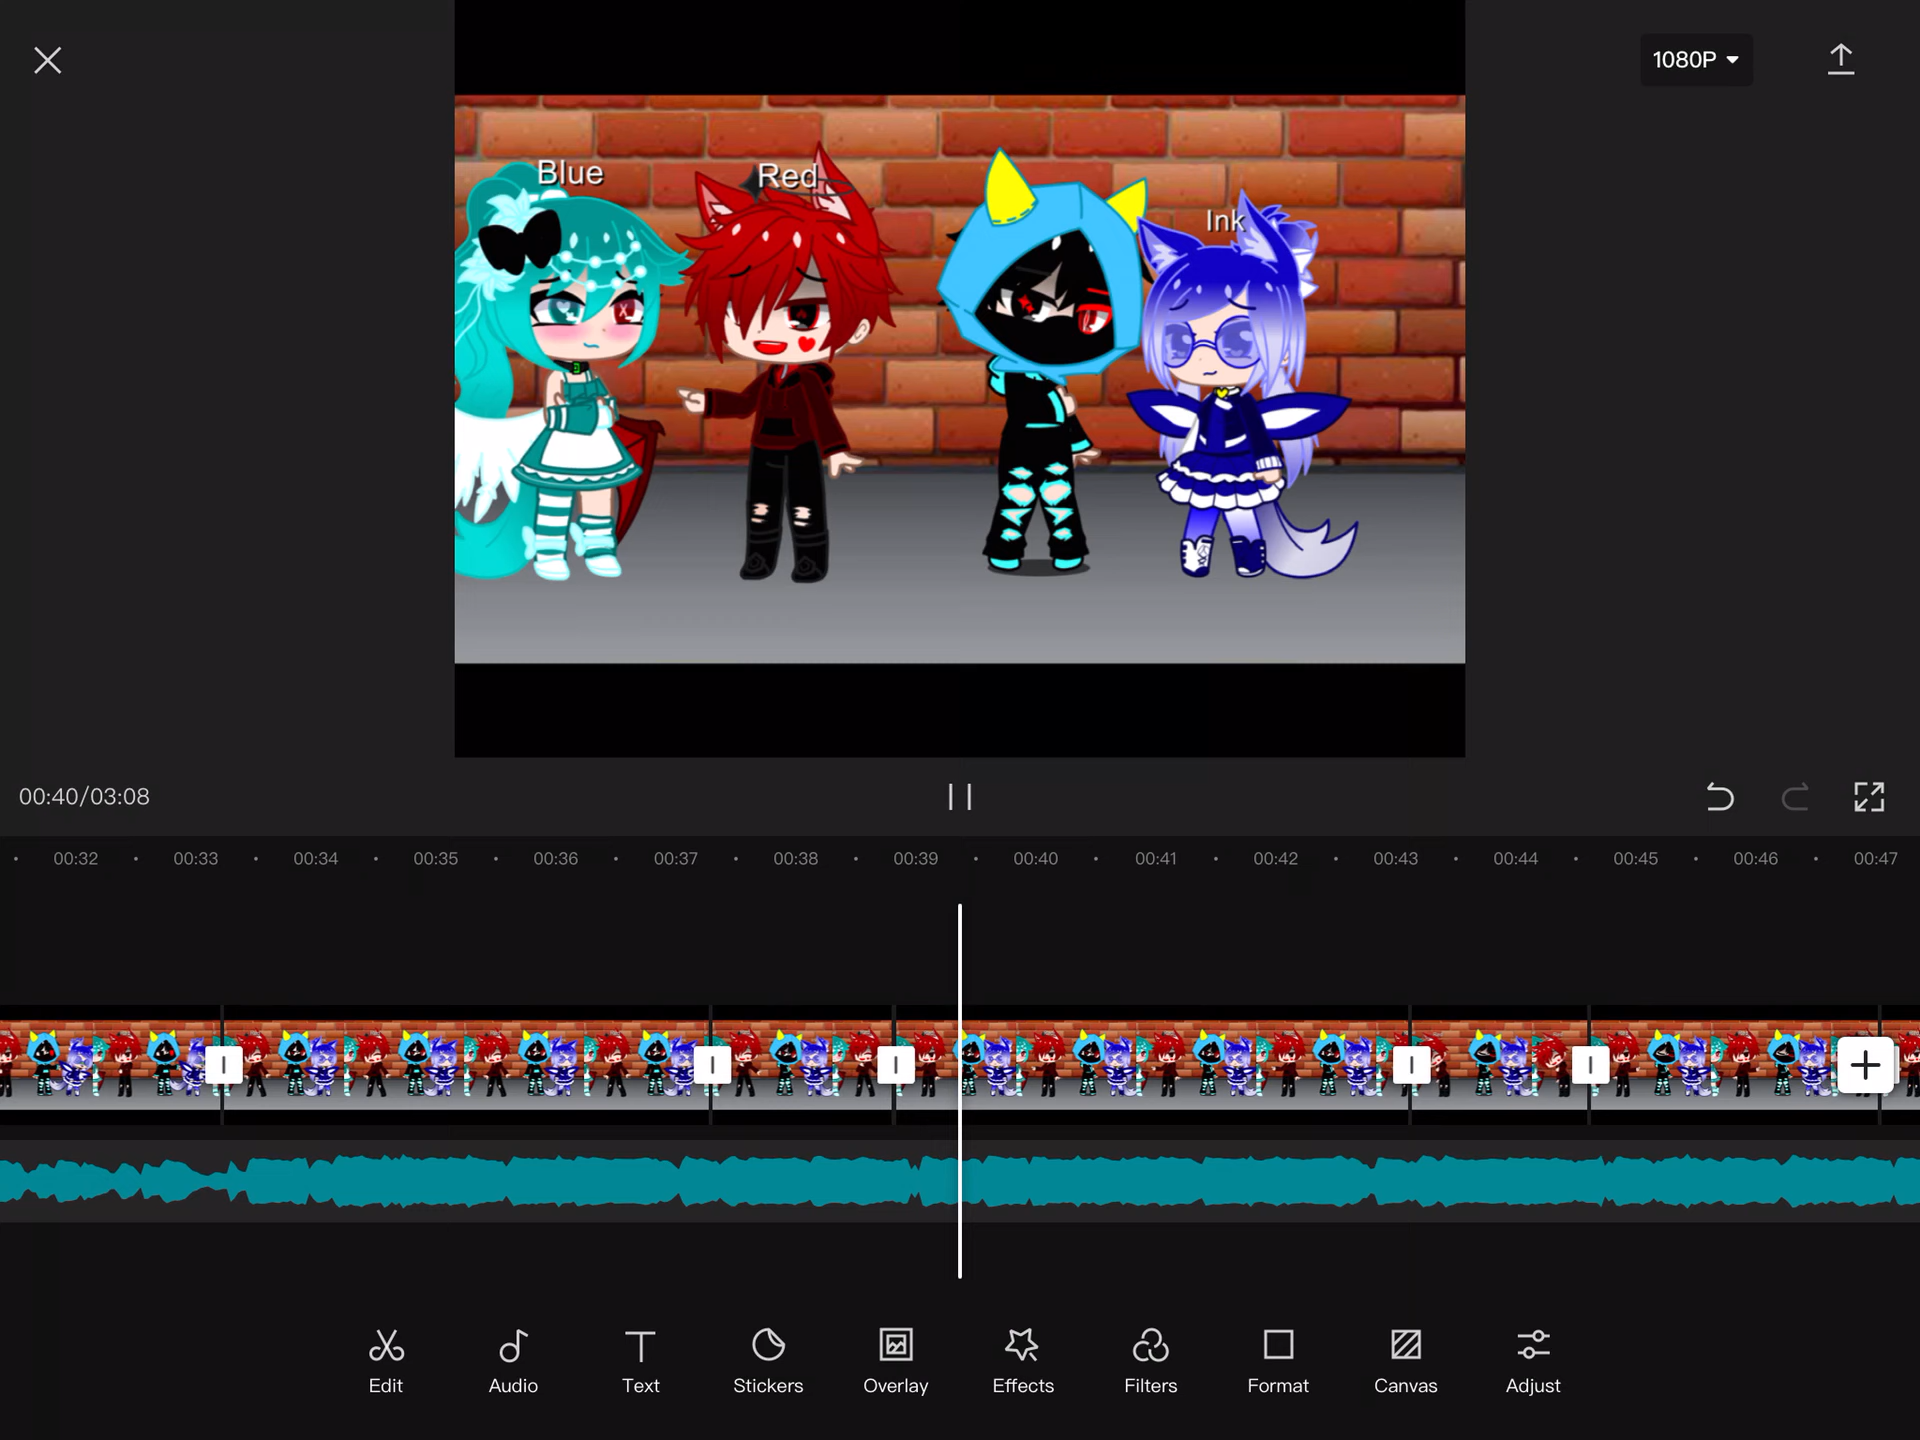 1080P
Blue
Red
Ink
00:40/03:08
00:32 00:33 00:34 00:35 00:36 00:37 00:38 00:39 00:40 00:41 00:42 00:43 00:44 00:45 00:46 00:47
Edit Audio Text Stickers Overlay Effects Filters Format Canvas Adjust